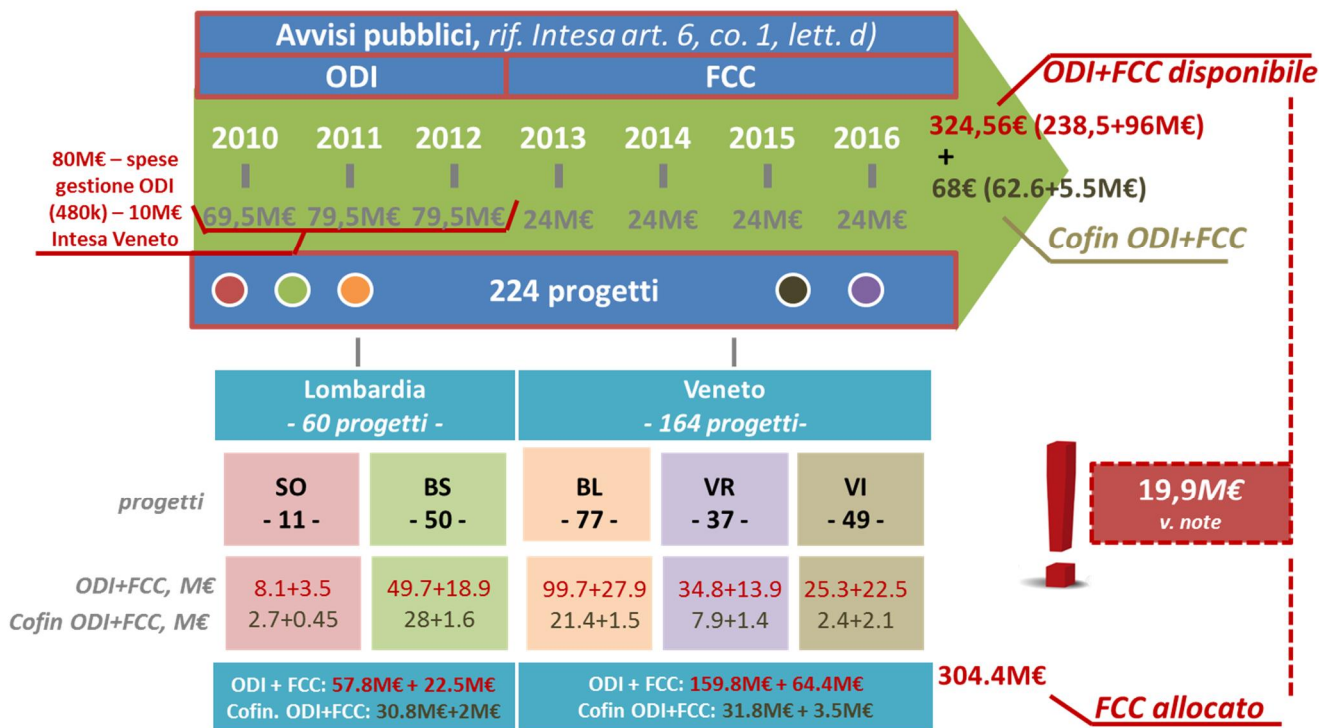 Avvisi pubblici, rif. Intesa art. 6, co. 1, lett. d)
ODI
FCC
ODI+FCC disponibile
2010
2011
2012
2013
2014
2015
2016
324,56€ (238,5+96M€)
+
68€ (62.6+5.5M€)
80M€ – spese
gestione ODI
(480k) – 10M€
Intesa Veneto
69,5M€
79,5M€
79,5M€
24M€
24M€
24M€
24M€
Cofin ODI+FCC
224 progetti
Lombardia
- 60 progetti -
Veneto
- 164 progetti-
progetti
SO
- 11 -
BS
- 50 -
BL
- 77 -
VR
- 37 -
VI
- 49 -
19,9M€
v. note
ODI+FCC, M€
8.1+3.5
49.7+18.9
99.7+27.9
34.8+13.9
25.3+22.5
Cofin ODI+FCC, M€
2.7+0.45
28+1.6
21.4+1.5
7.9+1.4
2.4+2.1
ODI + FCC: 57.8M€ + 22.5M€
Cofin. ODI+FCC: 30.8M€+2M€
ODI + FCC: 159.8M€ + 64.4M€
Cofin ODI+FCC: 31.8M€ + 3.5M€
304.4M€
FCC allocato